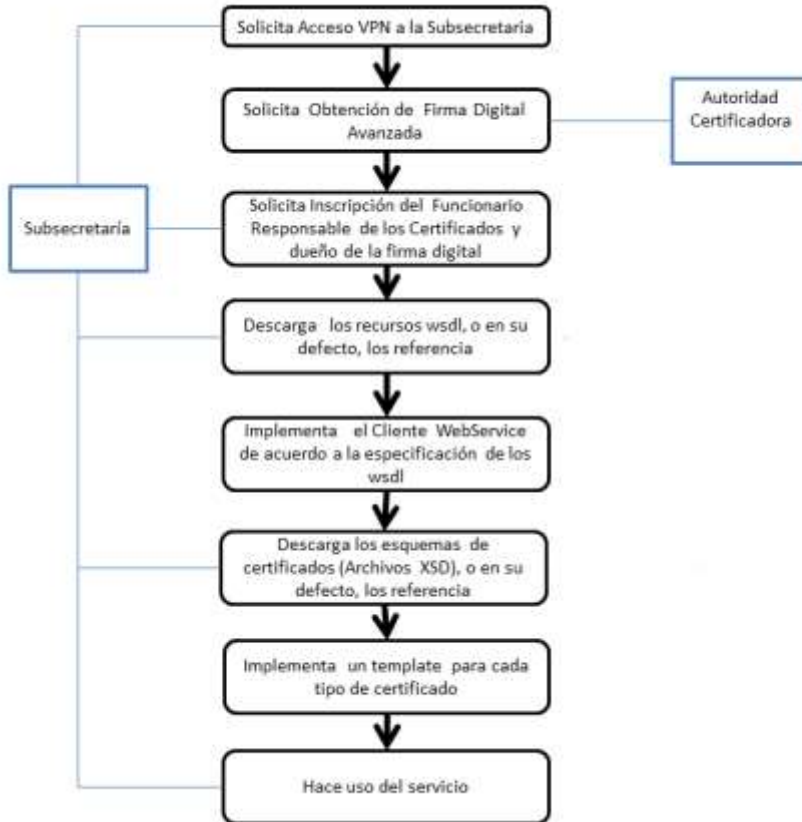 Solicita Acceso VPN a la Subsecretaria
Solicita Obtención de Firma Digital
Avanzada
Autoridad
Certificadora
Subsecretaría
Solicita Inscripción del Funcionario
Responsable de los Certificados y
dueño de la firma digital
Descarga los recursos wsdl, o en su
defecto, los referencia
Implementa el Cliente WebService
de acuerdo a la especificación de los
wsdl
Descarga los esquemas de
certificados (Archivos XSD), o en su
defecto, los referencia
Implementa un template para cada
tipo de certificado
Hace uso del servicio